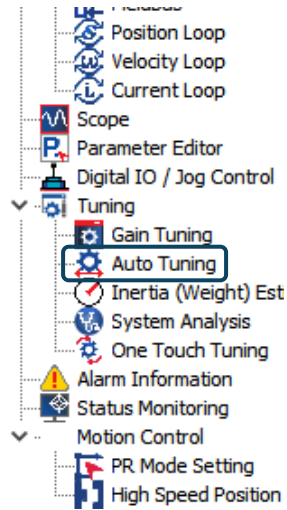 Position Loop
Velocity Loop
Current Loop
Scope
Parameter Editor
Digital IO / Jog Control
Tuning
Gain Tuning
Auto Tuning
Inertia (Weight) Est
System Analysis
One Touch Tuning
Alarm Information
Status Monitoring
Motion Control
PR Mode Setting
High Speed Position